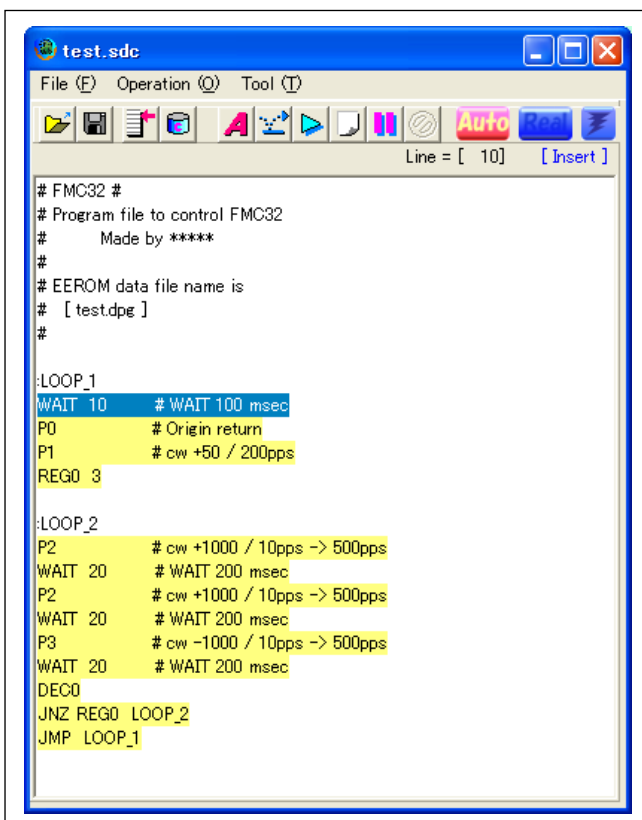 test.sdc
File (F) Operation (O) Tool (T)
A Auto Real
Line = [ 10] [ Insert ]
# FMC32 #
# Program file to control FMC32
# Made by *****
#
# EEROM data file name is
# [ test.dpg ]
#
:LOOP_1
WAIT 10 # WAIT 100 msec
P0 # Origin return
P1 # cw +50 / 200pps
REG0 3
:LOOP_2
P2 # cw +1000 / 10pps -> 500pps
WAIT 20 # WAIT 200 msec
P2 # cw +1000 / 10pps -> 500pps
WAIT 20 # WAIT 200 msec
P3 # cw -1000 / 10pps -> 500pps
WAIT 20 # WAIT 200 msec
DEC0
JNZ REG0 LOOP_2
JMP LOOP_1